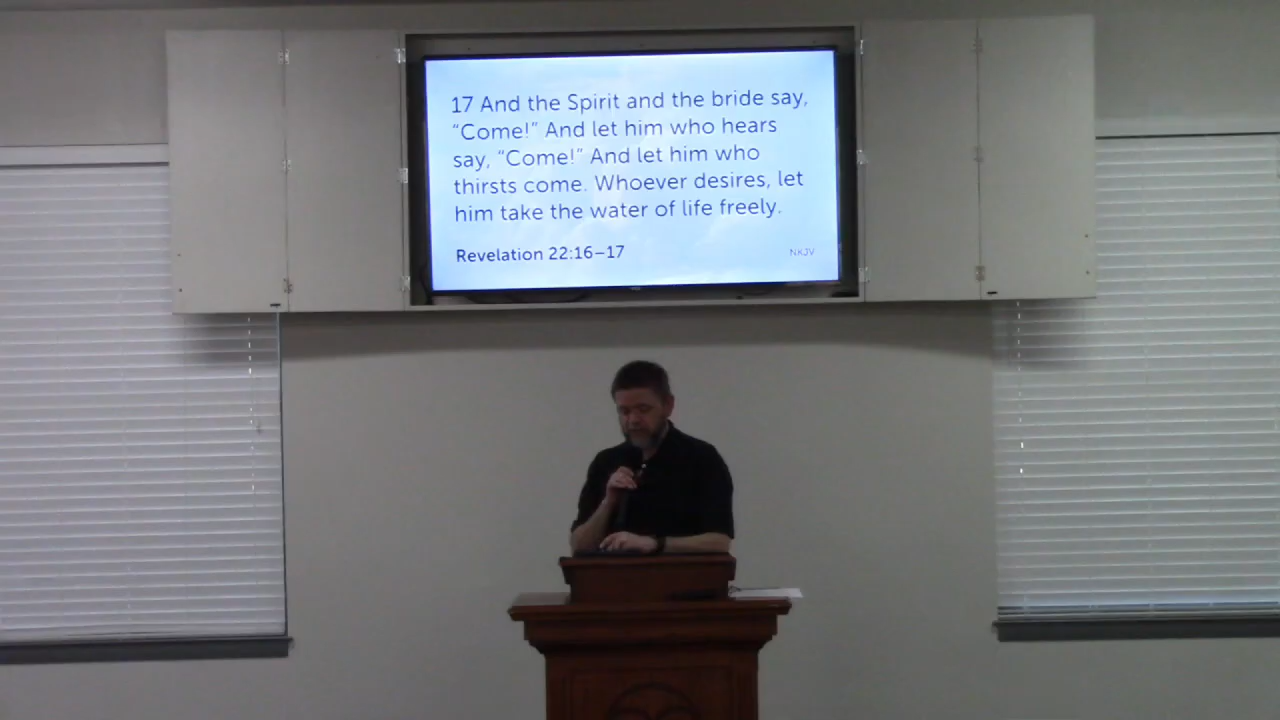 17 And the Spirit and the bride say,
“Come!” And let him who hears
say, “Come!” And let him who
thirsts come. Whoever desires, let
him take the water of life freely.
Revelation 22:16–17
NKJV